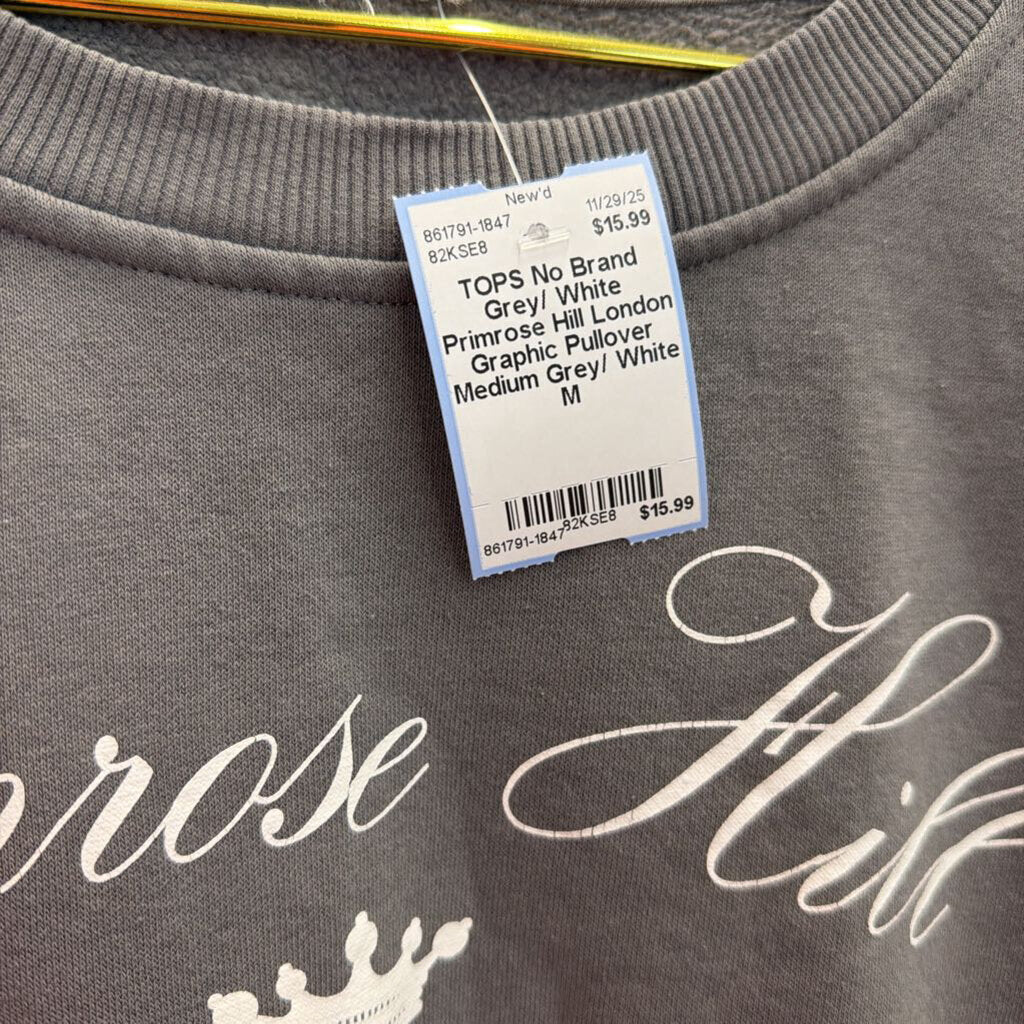 New'd
861791-1847 11/29/25
82KSE8 $15.99
TOPS No Brand
Grey/ White
Primrose Hill London
Graphic Pullover
Medium Grey/ White
M
82KSE8 $15.99
861791-1847
rose Hill